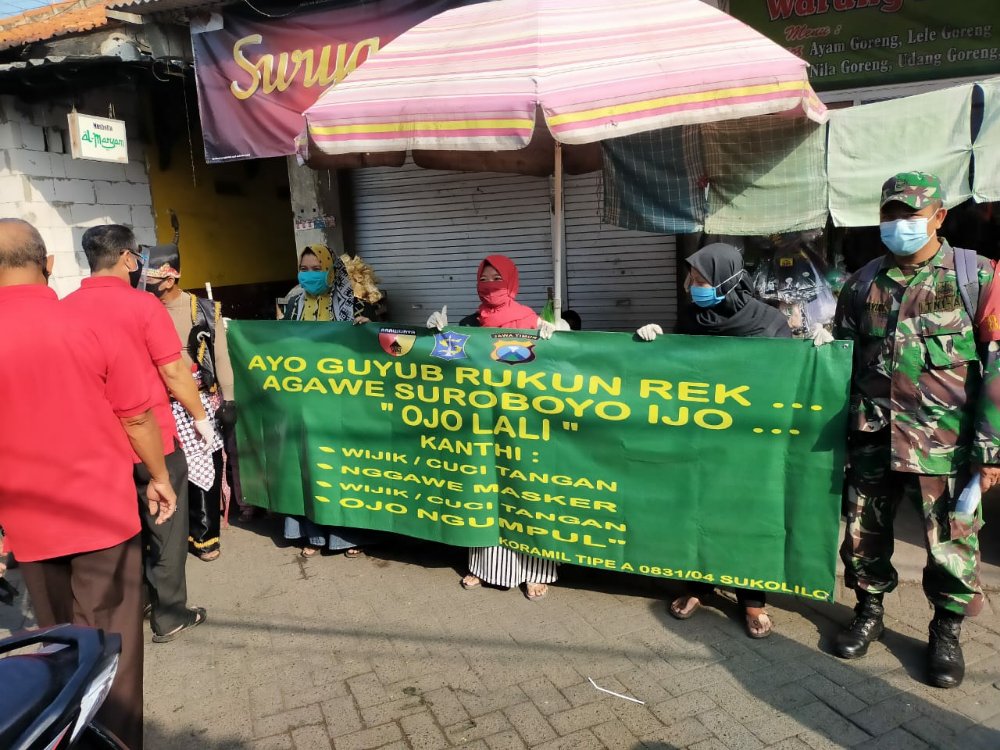 Surya
Warung
Menu :
Ayam Goreng, Lele Goreng
Nila Goreng, Udang Goreng,
al-Maryam
JAWA TIMUR
AYO GUYUB RUKUN REK ...
AGAWE SUROBOYO IJO ...
" OJO LALI "
KANTHI :
• WIJIK / CUCI TANGAN
• NGGAWE MASKER
• WIJIK / CUCI TANGAN
• OJO NGUMPUL"
KORAMIL TIPE A 0831/04 SUKOLILO